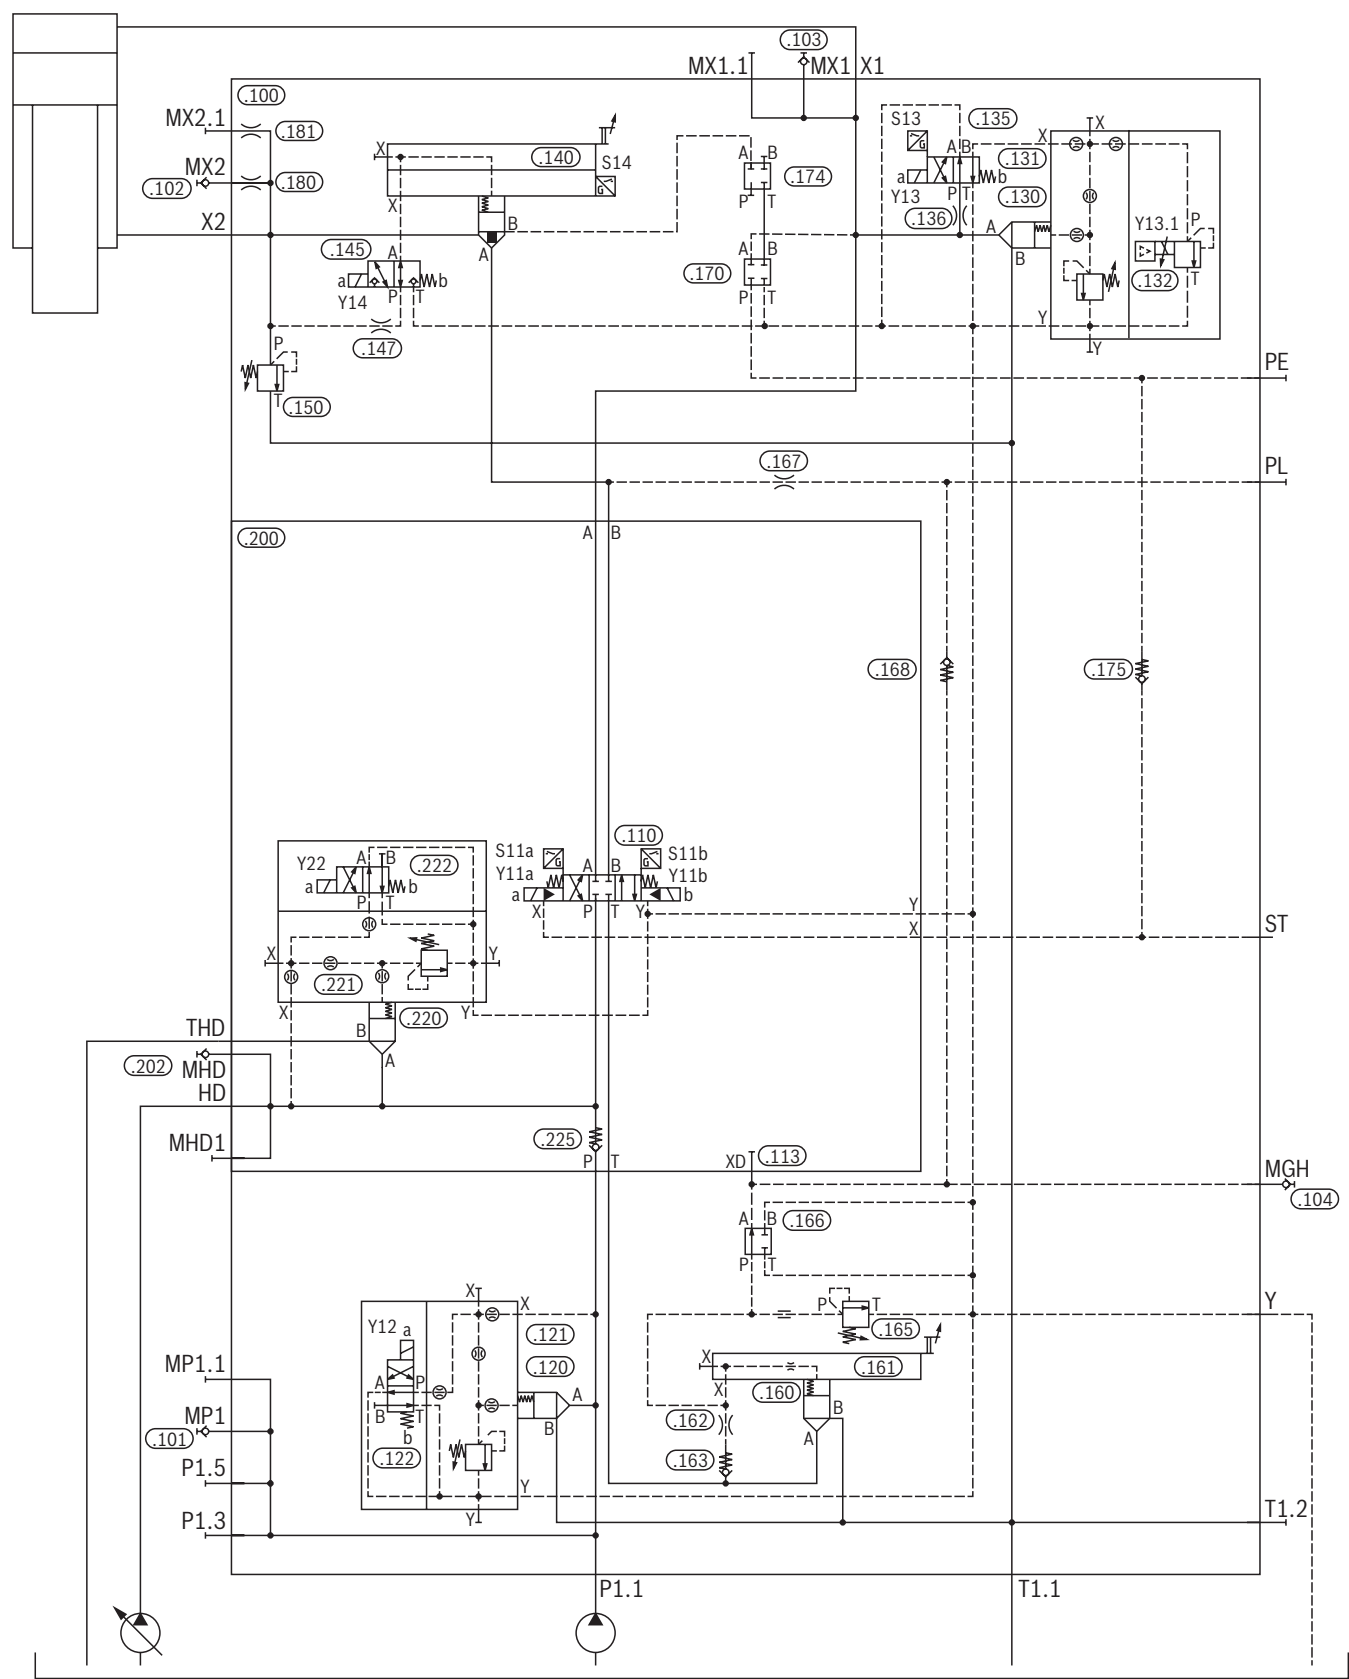 .103
MX1.1 MX1 X1
.100
MX2.1 .181 S13 .135
X X
X .140 S14 A B .174 A B .131
MX2 .102 .180 a b P T Y13 .130
X P T .136
X2 B A Y13.1 P
.145 A A B B
a b .170 .132
Y14 P T P T T
Y
.147 Y
P
PE
T .150
.167 PL
.200 A B
.168 .175
.110
S11a S11b
Y22 A B .222 Y11a A B Y11b
a b a b
P T X P T Y Y
X ST
X Y
.221
X Y
THD B .220
.202 A
MHD
HD
.225
MHD1
P T XD .113 MGH
.104
A B .166
P T
X X Y
Y12 a .121 P T .165
.120 X .161
MP1.1 A P A X .160
MP1 B T B .162 B
.101 b A
.122 .163
P1.5 Y
P1.3 Y T1.2
P1.1 T1.1